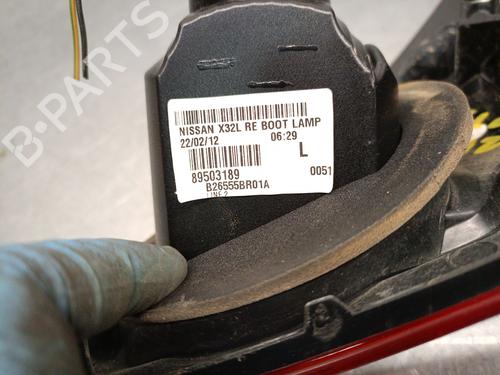 B-PARTS
NISSAN X32L RE BOOT LAMP
22/02/12 06:29
L
89503189 0051
B26555BR01A
LINE 2